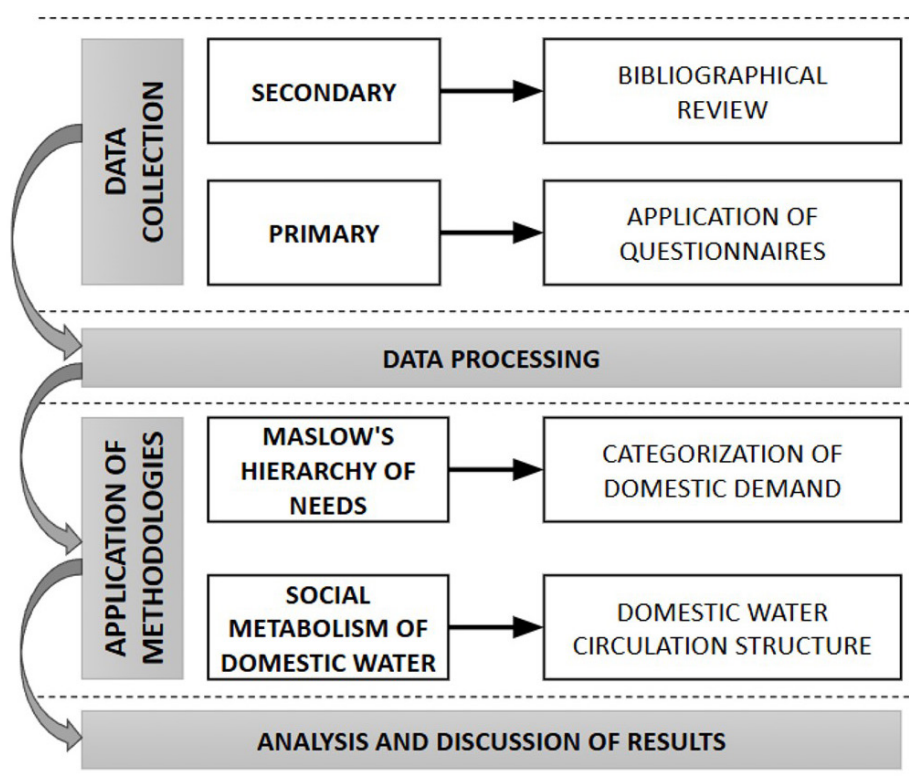 DATA
COLLECTION
SECONDARY
BIBLIOGRAPHICAL
REVIEW
PRIMARY
APPLICATION OF
QUESTIONNAIRES
DATA PROCESSING
APPLICATION OF
METHODOLOGIES
MASLOW'S
HIERARCHY OF
NEEDS
CATEGORIZATION OF
DOMESTIC DEMAND
SOCIAL
METABOLISM OF
DOMESTIC WATER
DOMESTIC WATER
CIRCULATION STRUCTURE
ANALYSIS AND DISCUSSION OF RESULTS